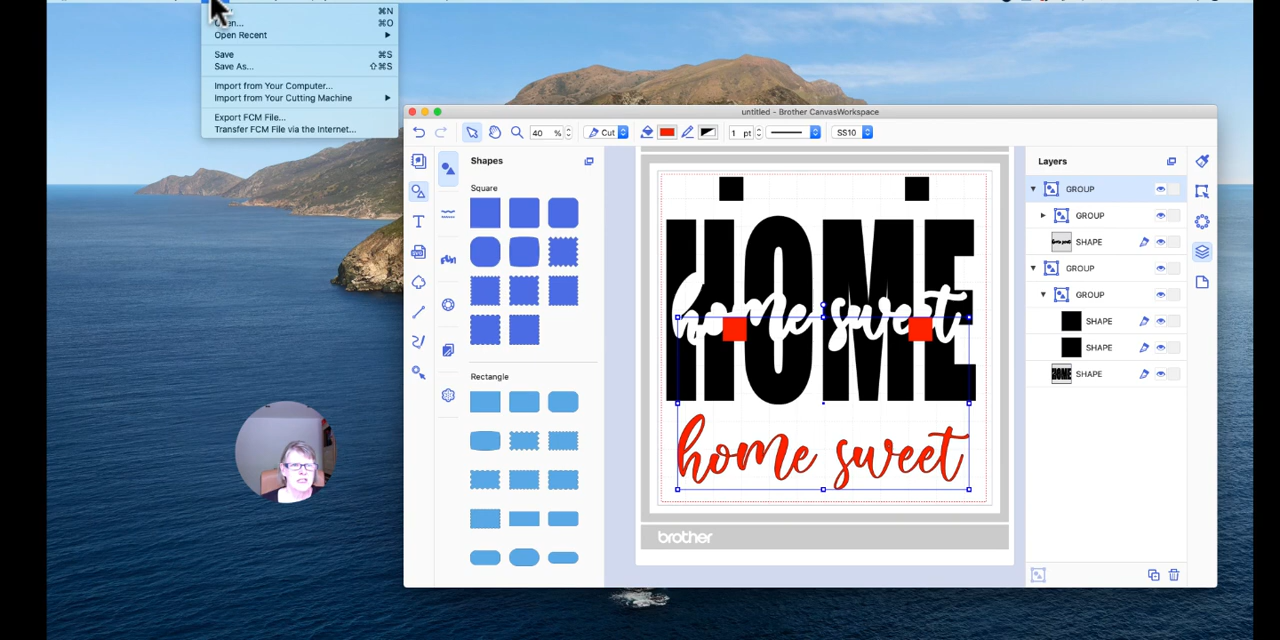 ⌘N
Open... ⌘O
Open Recent
Save ⌘S
Save As... ⇧⌘S
Import from Your Computer...
Import from Your Cutting Machine
Export FCM File...
Transfer FCM File via the Internet...
untitled - Brother CanvasWorkspace
40 % Cut 1 pt SS10
Shapes
Square
Rectangle
T
HOME
home sweet
home sweet
brother
Layers
GROUP
GROUP
SHAPE
GROUP
GROUP
SHAPE
SHAPE
HOME SHAPE